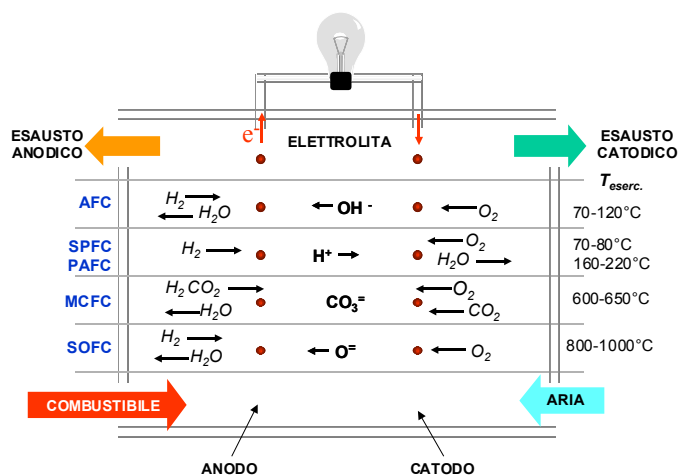 e-
ELETTROLITA
ESAUSTO
ANODICO
ESAUSTO
CATODICO
T eserc.
AFC H2 H2O OH - O2 70-120°C
SPFC H2 H+ O2 70-80°C
PAFC H2O 160-220°C
MCFC H2 CO2 H2O CO3= O2 CO2 600-650°C
SOFC H2 H2O O= O2 800-1000°C
COMBUSTIBILE
ARIA
ANODO
CATODO